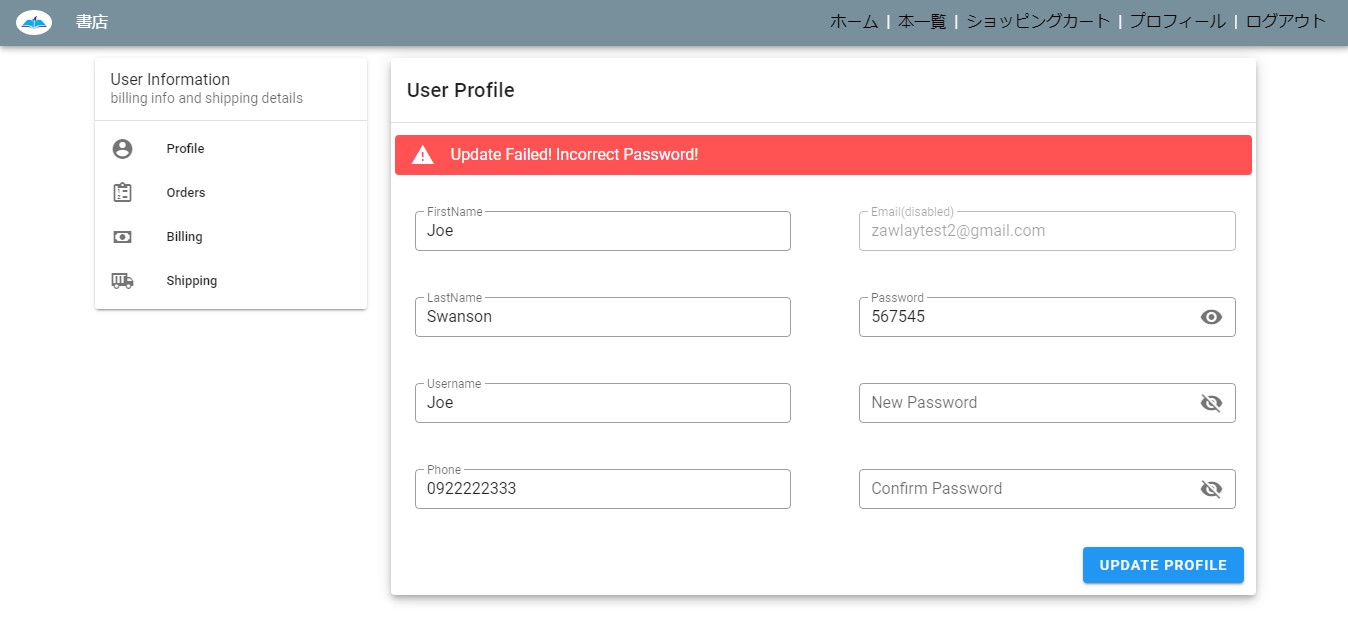 書店
ホーム | 本一覧 | ショッピングカート | プロフィール | ログアウト
User Information
billing info and shipping details
Profile
Orders
Billing
Shipping
User Profile
Update Failed! Incorrect Password!
FirstName
Joe
Email(disabled)
zawlaytest2@gmail.com
LastName
Swanson
Password
567545
Username
Joe
New Password
Phone
0922222333
Confirm Password
UPDATE PROFILE